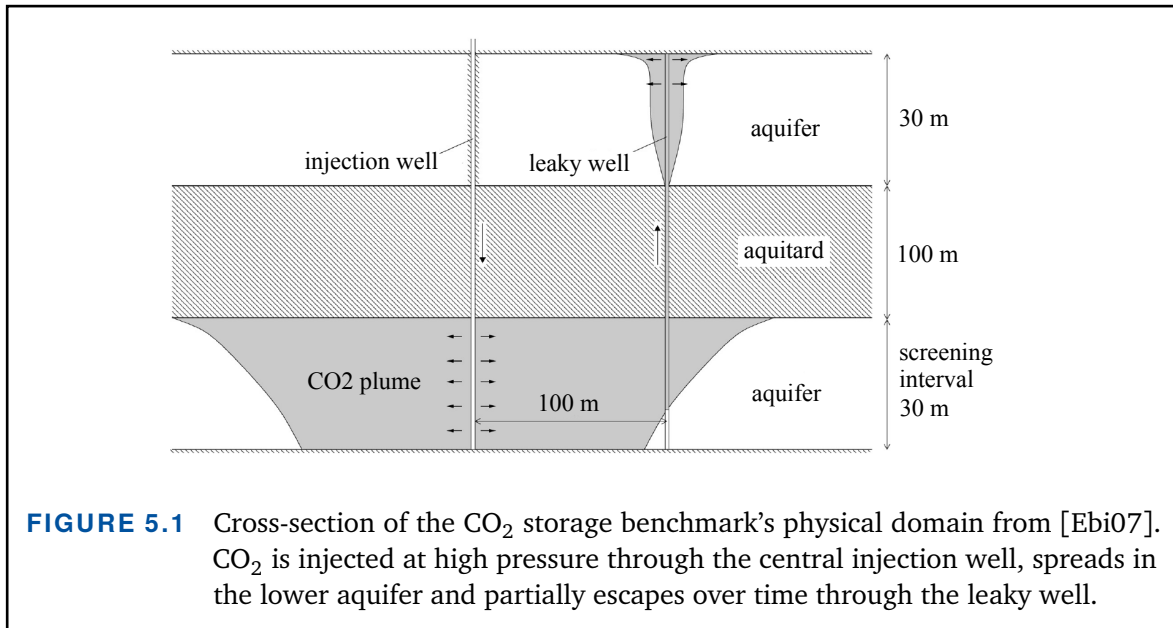 aquifer
30 m
injection well
leaky well
aquitard
100 m
CO2 plume
100 m
aquifer
screening
interval
30 m
FIGURE 5.1 Cross-section of the CO₂ storage benchmark's physical domain from [Ebi07].
CO₂ is injected at high pressure through the central injection well, spreads in
the lower aquifer and partially escapes over time through the leaky well.